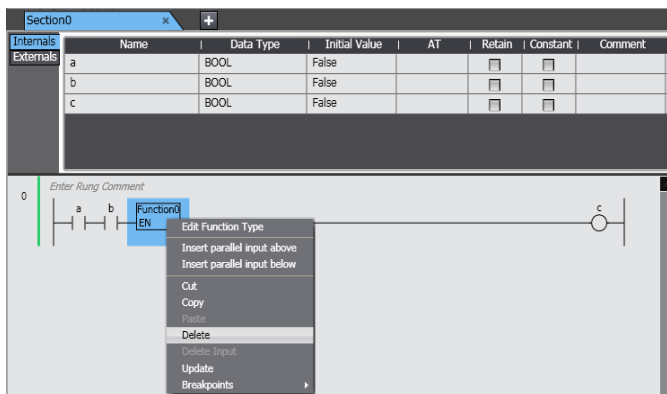 Section0 × +
Internals
Externals
Name Data Type Initial Value AT Retain Constant Comment
a BOOL False
b BOOL False
c BOOL False
0 Enter Rung Comment
a b Function0 c
EN
Edit Function Type
Insert parallel input above
Insert parallel input below
Cut
Copy
Paste
Delete
Delete Input
Update
Breakpoints